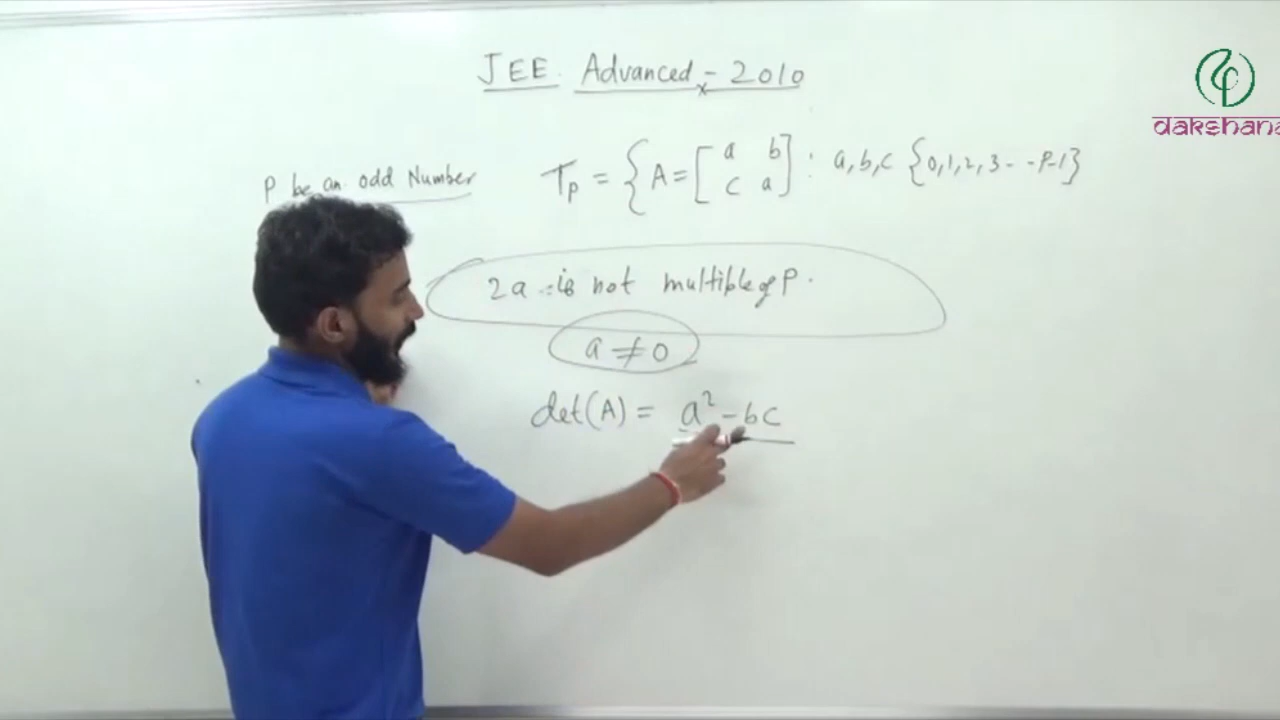 JEE Advanced - 2010
dakshana
P be an odd Number
Tp = { A = [ a b c a ] : a, b, c {0, 1, 2, 3 - - P-1}
2a is not multiple of P.
a ≠ 0
det(A) = a² - bc